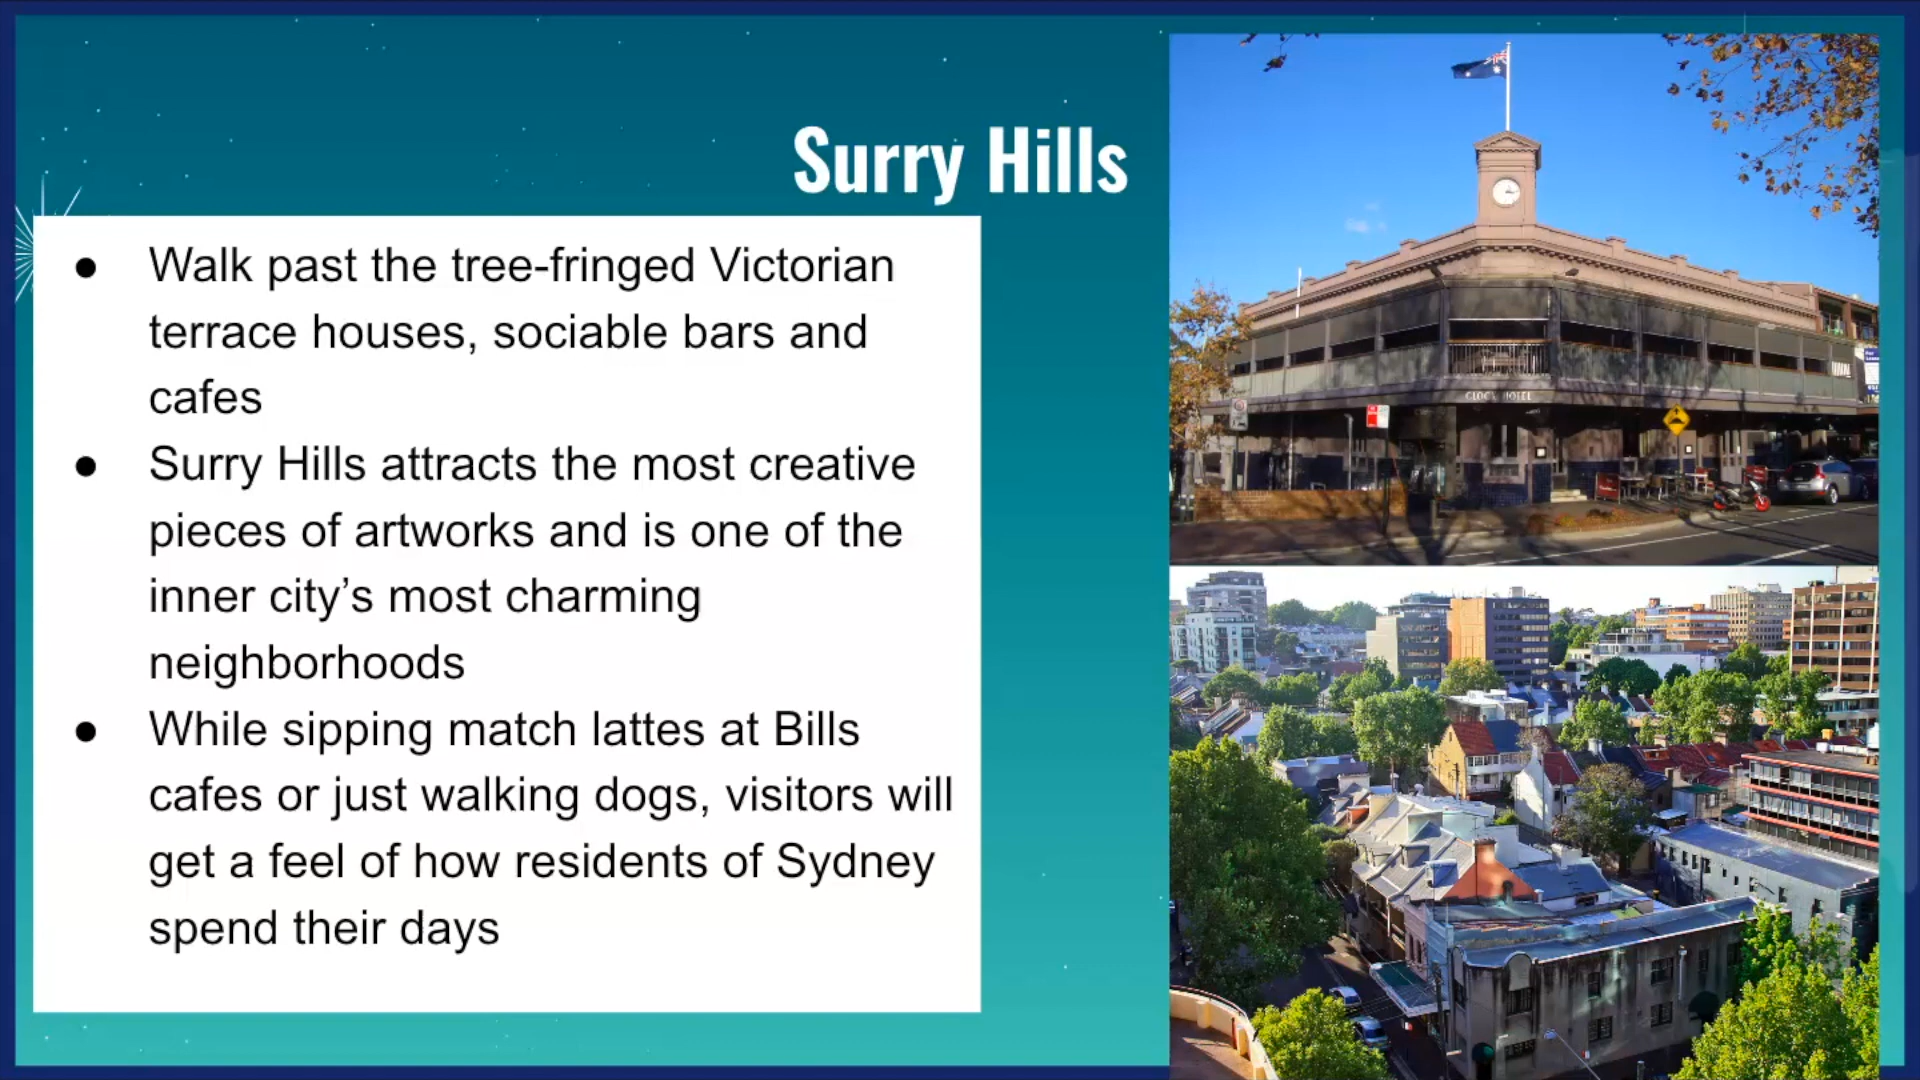 Surry Hills
● Walk past the tree-fringed Victorian
terrace houses, sociable bars and
cafes
● Surry Hills attracts the most creative
pieces of artworks and is one of the
inner city’s most charming
neighborhoods
● While sipping match lattes at Bills
cafes or just walking dogs, visitors will
get a feel of how residents of Sydney
spend their days
CLOCK HOTEL